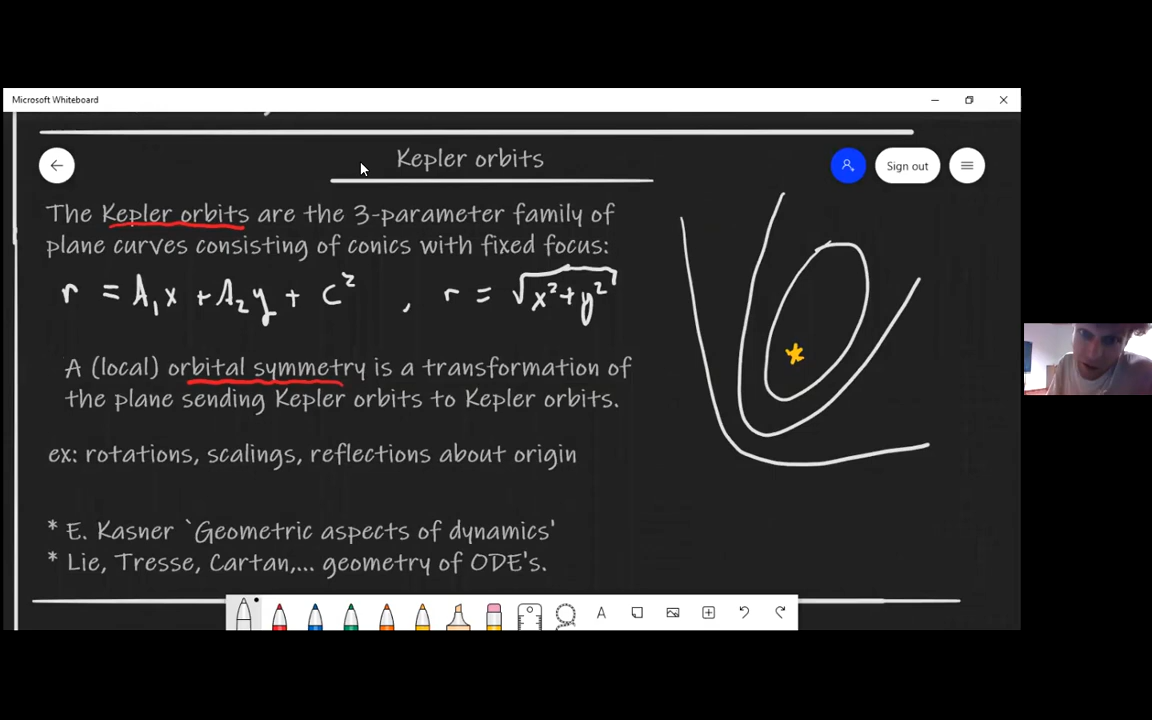 Microsoft Whiteboard
Kepler orbits
Sign out
The Kepler orbits are the 3-parameter family of
plane curves consisting of conics with fixed focus:
r = A₁x + A₂y + c² , r = √x²+y²
A (local) orbital symmetry is a transformation of
the plane sending Kepler orbits to Kepler orbits.
ex: rotations, scalings, reflections about origin
* E. Kasner `Geometric aspects of dynamics'
* Lie, Tresse, Cartan,... geometry of ODE's.
A